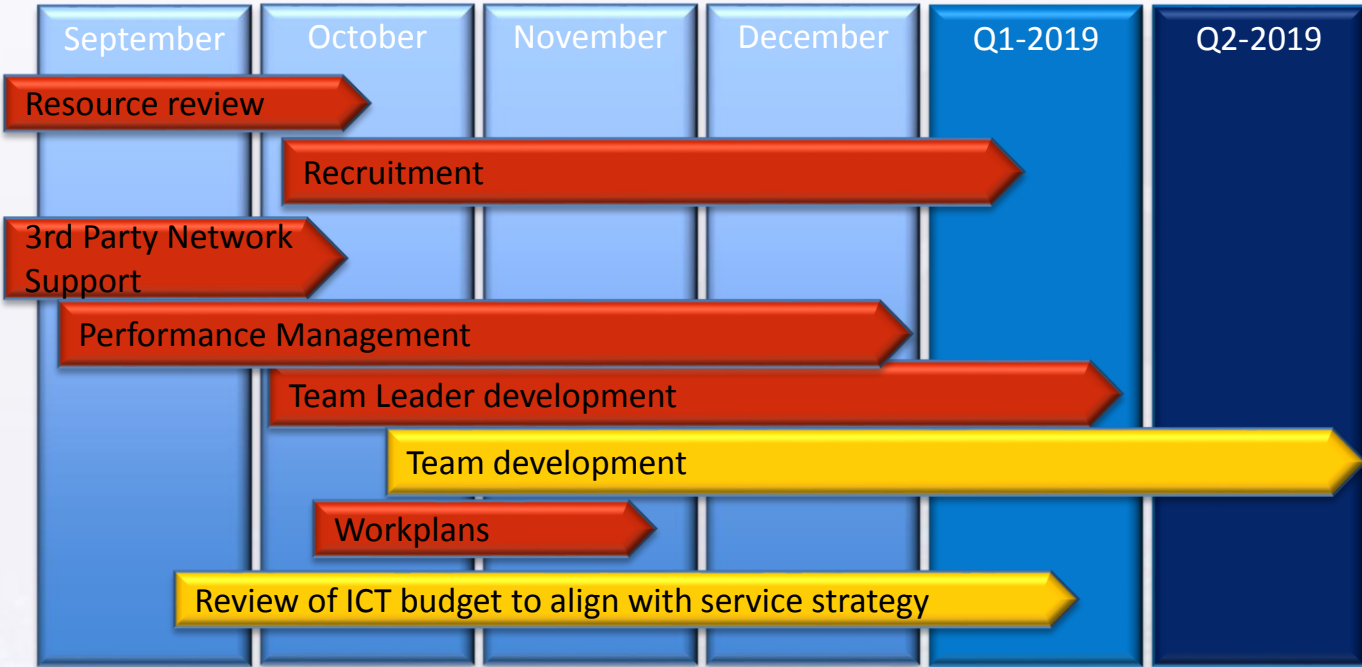 September October November December Q1-2019 Q2-2019
Resource review
Recruitment
3rd Party Network
Support
Performance Management
Team Leader development
Team development
Workplans
Review of ICT budget to align with service strategy